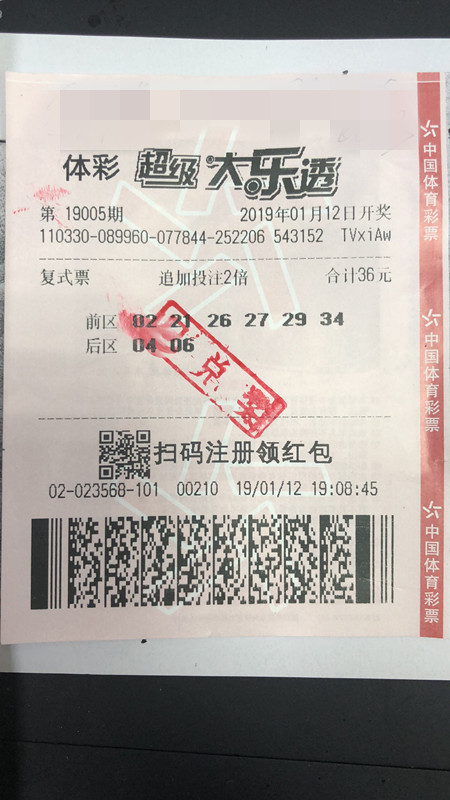 体彩 超级大乐透
第 19005期 2019年01月12日开奖
110330-089960-077844-252206 543152 TVxiAw
复式票 追加投注2倍 合计36元
前区 02 21 26 27 29 34
后区 04 06
已兑奖
扫码注册领红包
02-023568-101 00210 19/01/12 19:08:45
中国体育彩票
中国体育彩票
中国体育彩票